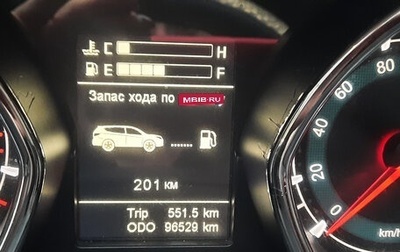 C H
E F
Запас хода по
MBIB.RU
201 км
Trip 551.5 km
ODO 96529 km
0
20
40
60
80
km/h